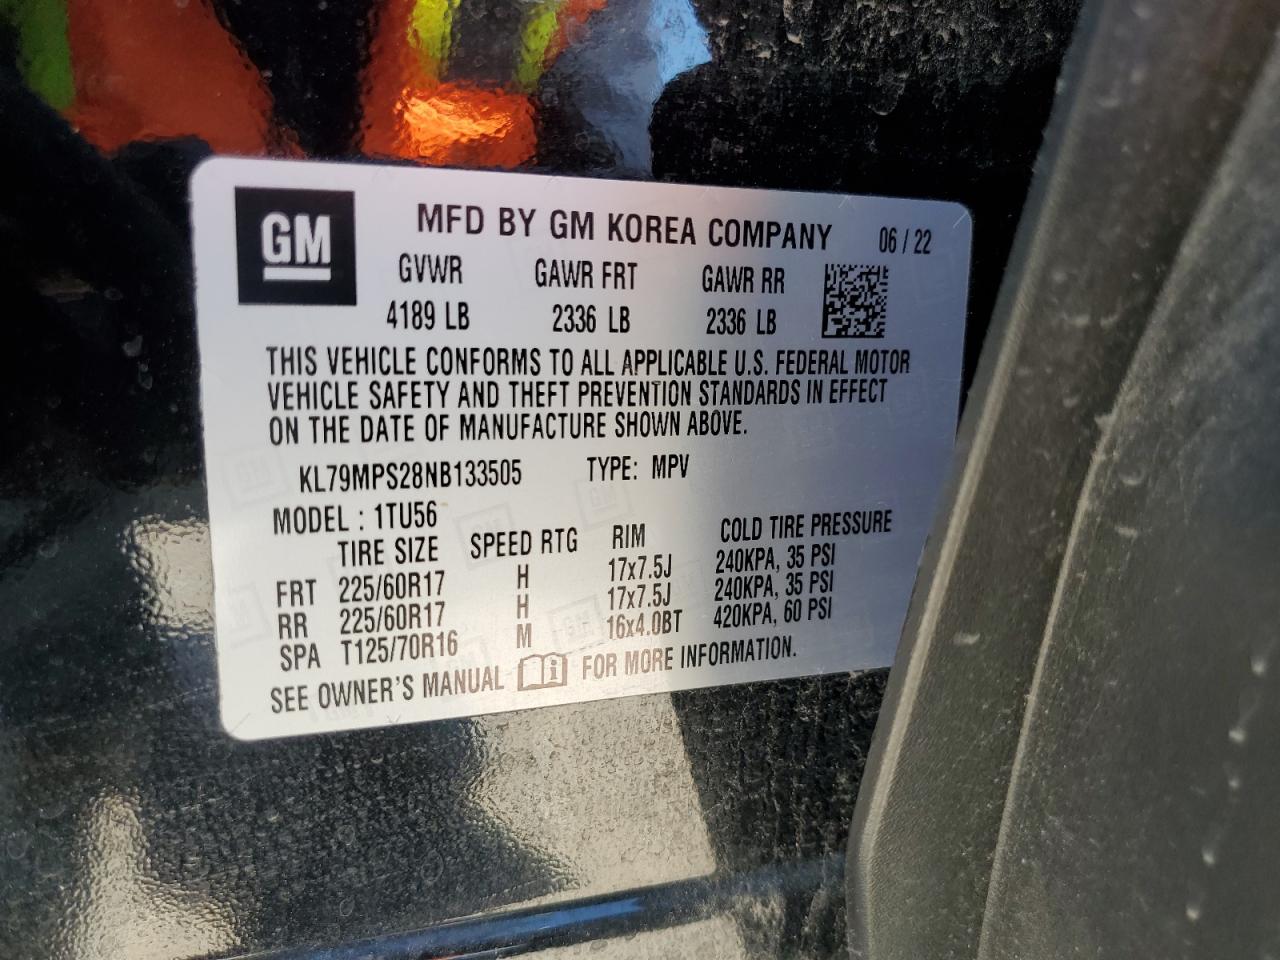 GM
MFD BY GM KOREA COMPANY 06 / 22
GVWR GAWR FRT GAWR RR
4189 LB 2336 LB 2336 LB
THIS VEHICLE CONFORMS TO ALL APPLICABLE U.S. FEDERAL MOTOR
VEHICLE SAFETY AND THEFT PREVENTION STANDARDS IN EFFECT
ON THE DATE OF MANUFACTURE SHOWN ABOVE.
KL79MPS28NB133505 TYPE: MPV
MODEL : 1TU56
TIRE SIZE SPEED RTG RIM COLD TIRE PRESSURE
FRT 225/60R17 H 17x7.5J 240KPA, 35 PSI
RR 225/60R17 H 17x7.5J 240KPA, 35 PSI
SPA T125/70R16 M 16x4.0BT 420KPA, 60 PSI
SEE OWNER'S MANUAL FOR MORE INFORMATION.